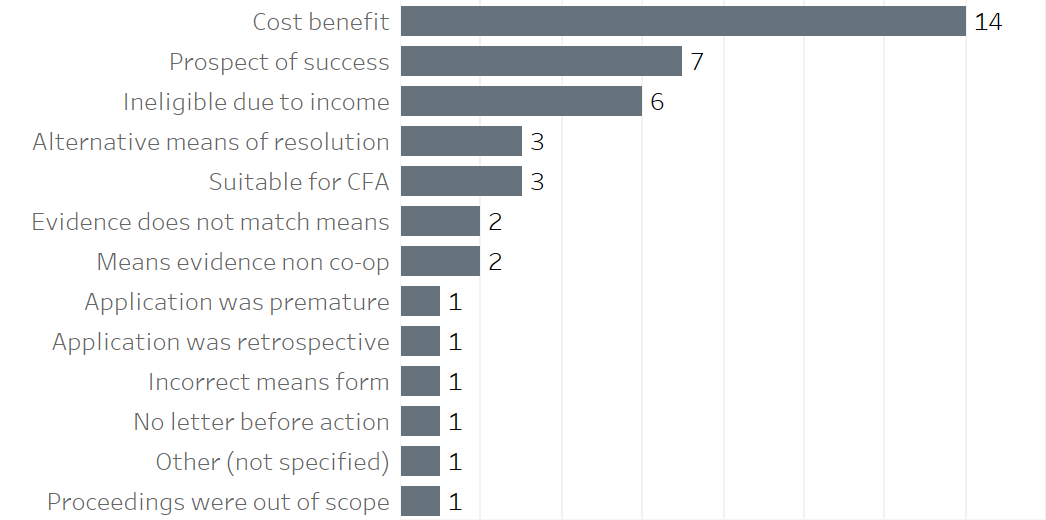 Cost benefit 14
Prospect of success 7
Ineligible due to income 6
Alternative means of resolution 3
Suitable for CFA 3
Evidence does not match means 2
Means evidence non co-op 2
Application was premature 1
Application was retrospective 1
Incorrect means form 1
No letter before action 1
Other (not specified) 1
Proceedings were out of scope 1